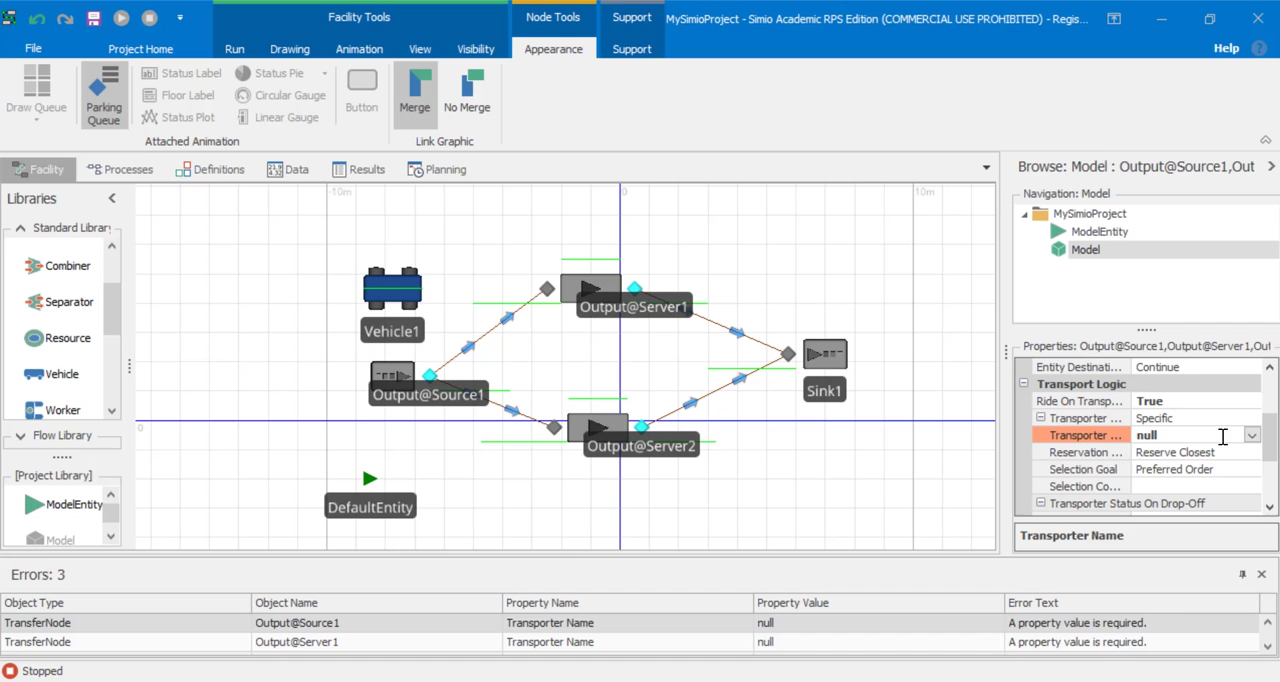 Facility Tools
Node Tools
Support
MySimioProject - Simio Academic RPS Edition (COMMERCIAL USE PROHIBITED) - Regis...
File
Project Home
Run
Drawing
Animation
View
Visibility
Appearance
Support
Help
Draw Queue
Parking
Queue
Status Label
Floor Label
Status Plot
Status Pie
Circular Gauge
Linear Gauge
Button
Merge
No Merge
Attached Animation
Link Graphic
Facility
Processes
Definitions
Data
Results
Planning
Browse: Model : Output@Source1,Out
Libraries
Standard Library
Combiner
Separator
Resource
Vehicle
Worker
Flow Library
[Project Library]
ModelEntity
Model
-10m
0
10m
0
Vehicle1
Output@Source1
Output@Server1
Output@Server2
Sink1
DefaultEntity
Navigation: Model
MySimioProject
ModelEntity
Model
Properties: Output@Source1,Output@Server1,Out
Entity Destinati... Continue
Transport Logic
Ride On Transp... True
Transporter ... Specific
Transporter ... null
Reservation ... Reserve Closest
Selection Goal Preferred Order
Selection Co...
Transporter Status On Drop-Off
Transporter Name
Errors: 3
Object Type Object Name Property Name Property Value Error Text
TransferNode Output@Source1 Transporter Name null A property value is required.
TransferNode Output@Server1 Transporter Name null A property value is required.
Stopped